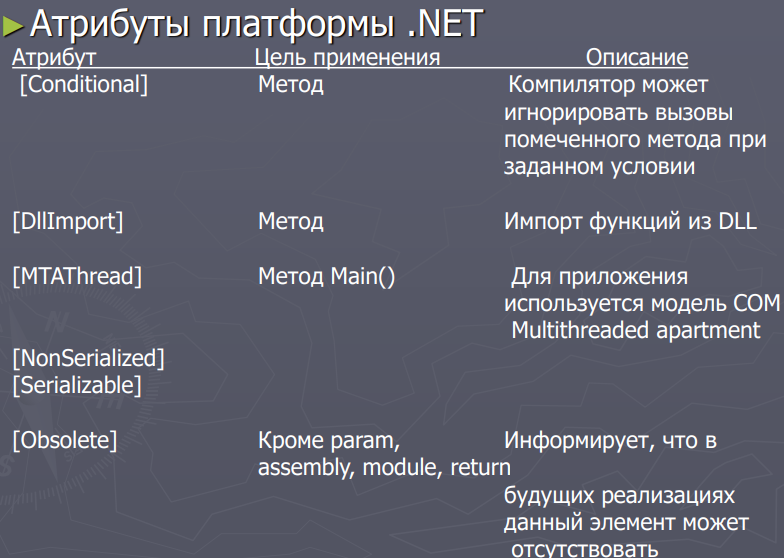 Атрибуты платформы .NET
Атрибут Цель применения Описание
[Conditional] Метод Компилятор может
игнорировать вызовы
помеченного метода при
заданном условии
[DllImport] Метод Импорт функций из DLL
[MTAThread] Метод Main() Для приложения
используется модель COM
Multithreaded apartment
[NonSerialized]
[Serializable]
[Obsolete] Кроме param, Информирует, что в
assembly, module, return
будущих реализациях
данный элемент может
отсутствовать